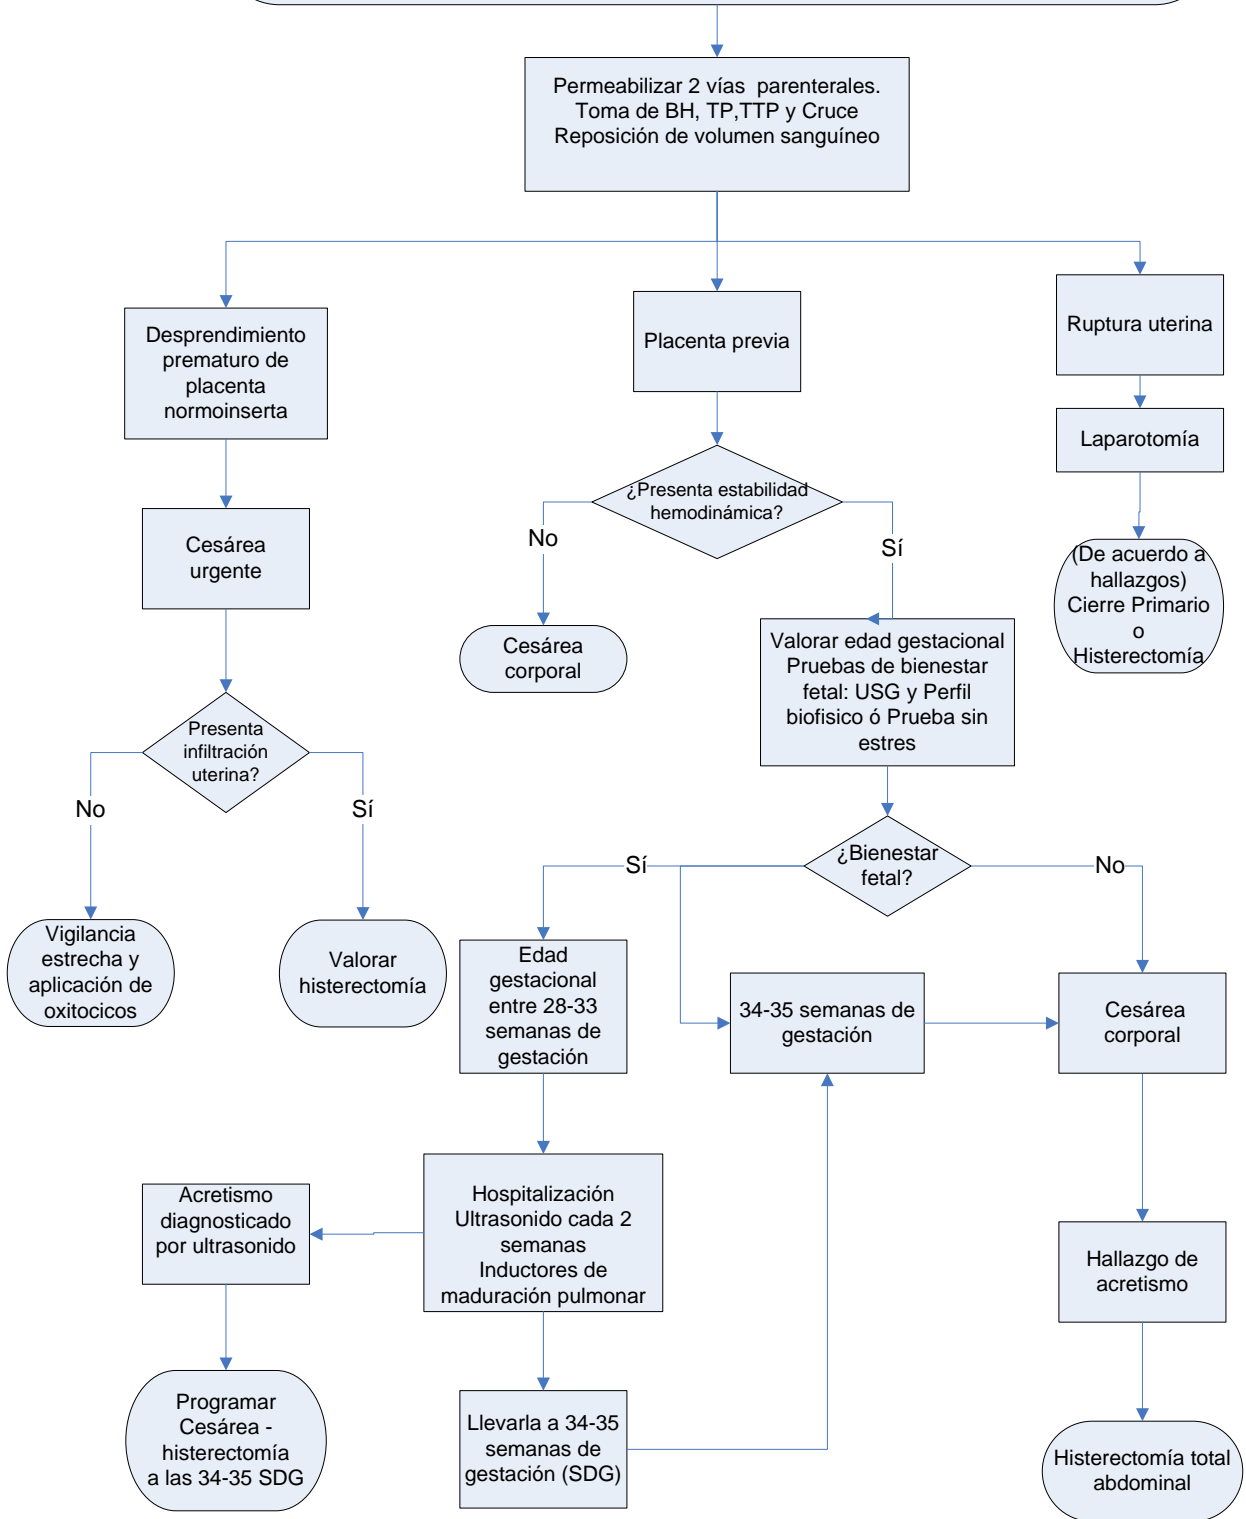 Permeabilizar 2 vías parenterales.
Toma de BH, TP,TTP y Cruce
Reposición de volumen sanguíneo
Desprendimiento
prematuro de
placenta
normoinserta
Placenta previa
Ruptura uterina
Laparotomía
¿Presenta estabilidad
hemodinámica?
No
Sí
Cesárea
urgente
(De acuerdo a
hallazgos)
Cierre Primario
o
Histerectomía
Cesárea
corporal
Valorar edad gestacional
Pruebas de bienestar
fetal: USG y Perfil
biofisico ó Prueba sin
estres
Presenta
infiltración
uterina?
No
Sí
¿Bienestar
fetal?
Sí
No
Vigilancia
estrecha y
aplicación de
oxitocicos
Valorar
histerectomía
Edad
gestacional
entre 28-33
semanas de
gestación
34-35 semanas de
gestación
Cesárea
corporal
Acretismo
diagnosticado
por ultrasonido
Hospitalización
Ultrasonido cada 2
semanas
Inductores de
maduración pulmonar
Hallazgo de
acretismo
Programar
Cesárea -
histerectomía
a las 34-35 SDG
Llevarla a 34-35
semanas de
gestación (SDG)
Histerectomía total
abdominal